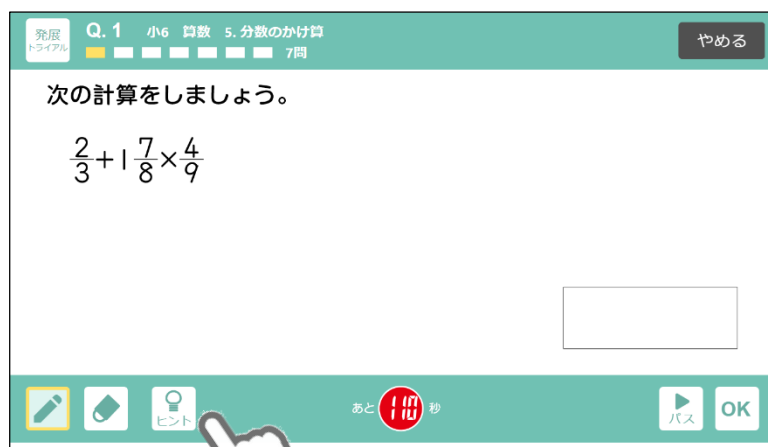 発展
トライアル
Q. 1 小6 算数 5. 分数のかけ算
7問
やめる
次の計算をしましょう。
2/3+1 7/8×4/9
ヒント
あと 110 秒
パス
OK